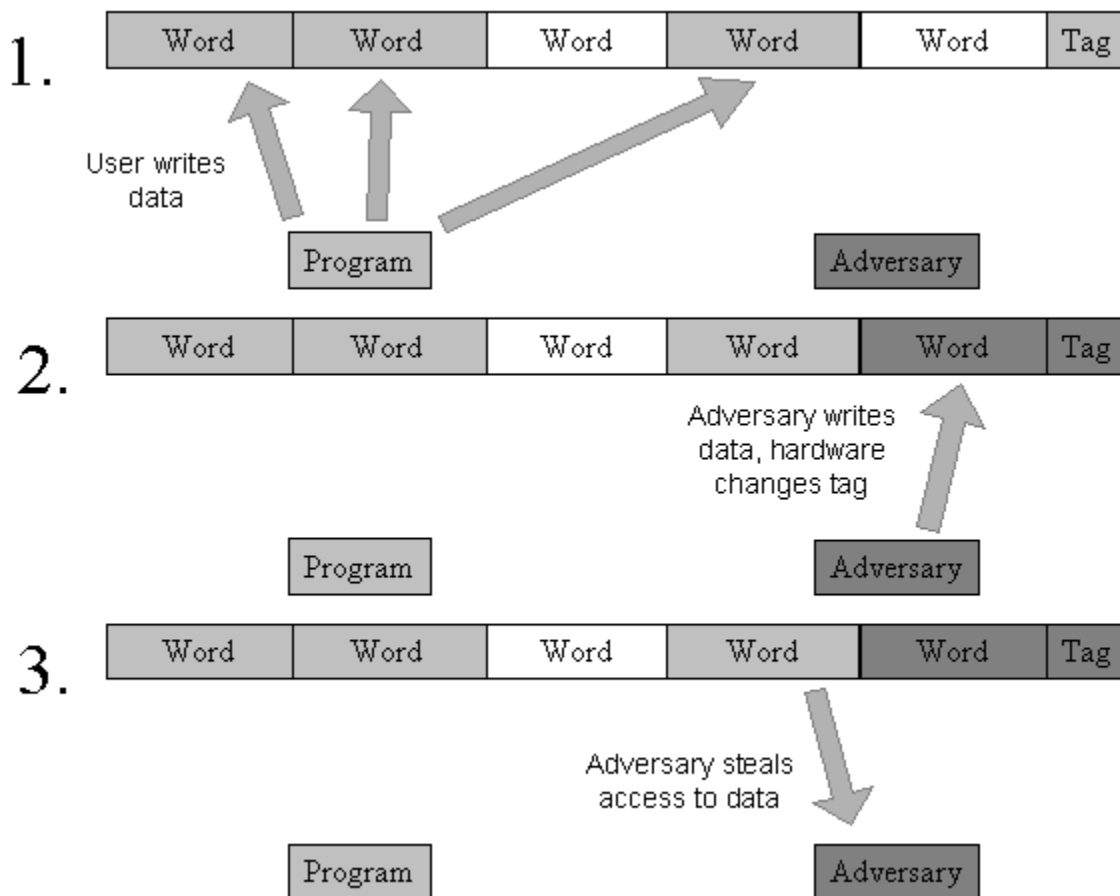 1.
Word Word Word Word Word Tag
User writes
data
Program Adversary
2.
Word Word Word Word Word Tag
Adversary writes
data, hardware
changes tag
Program Adversary
3.
Word Word Word Word Word Tag
Adversary steals
access to data
Program Adversary